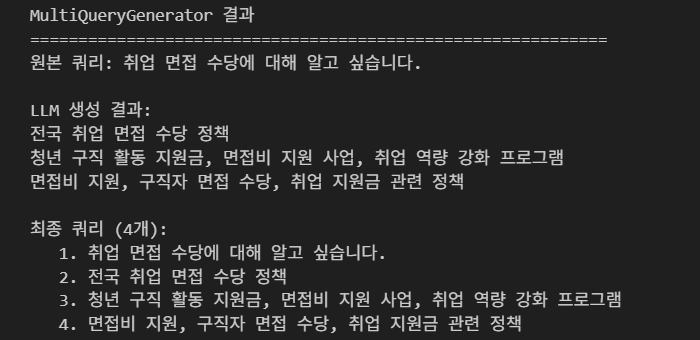 MultiQueryGenerator 결과
============================================================
원본 쿼리: 취업 면접 수당에 대해 알고 싶습니다.
LLM 생성 결과:
전국 취업 면접 수당 정책
청년 구직 활동 지원금, 면접비 지원 사업, 취업 역량 강화 프로그램
면접비 지원, 구직자 면접 수당, 취업 지원금 관련 정책
최종 쿼리 (4개):
1. 취업 면접 수당에 대해 알고 싶습니다.
2. 전국 취업 면접 수당 정책
3. 청년 구직 활동 지원금, 면접비 지원 사업, 취업 역량 강화 프로그램
4. 면접비 지원, 구직자 면접 수당, 취업 지원금 관련 정책